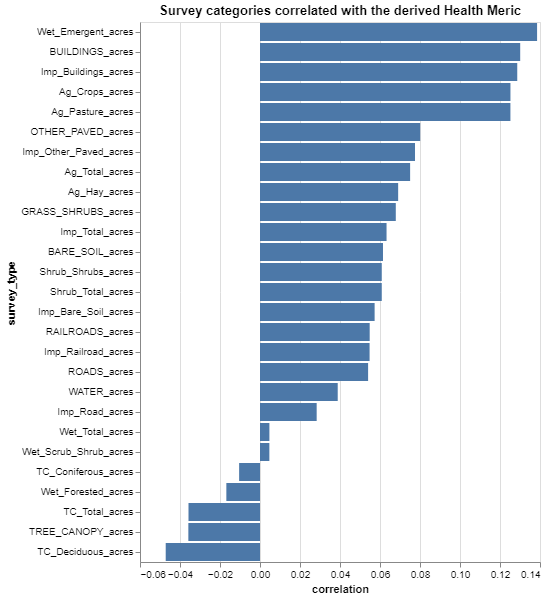 Survey categories correlated with the derived Health Meric
survey_type
Wet_Emergent_acres
BUILDINGS_acres
Imp_Buildings_acres
Ag_Crops_acres
Ag_Pasture_acres
OTHER_PAVED_acres
Imp_Other_Paved_acres
Ag_Total_acres
Ag_Hay_acres
GRASS_SHRUBS_acres
Imp_Total_acres
BARE_SOIL_acres
Shrub_Shrubs_acres
Shrub_Total_acres
Imp_Bare_Soil_acres
RAILROADS_acres
Imp_Railroad_acres
ROADS_acres
WATER_acres
Imp_Road_acres
Wet_Total_acres
Wet_Scrub_Shrub_acres
TC_Coniferous_acres
Wet_Forested_acres
TC_Total_acres
TREE_CANOPY_acres
TC_Deciduous_acres
−0.06 −0.04 −0.02 0.00 0.02 0.04 0.06 0.08 0.10 0.12 0.14
correlation